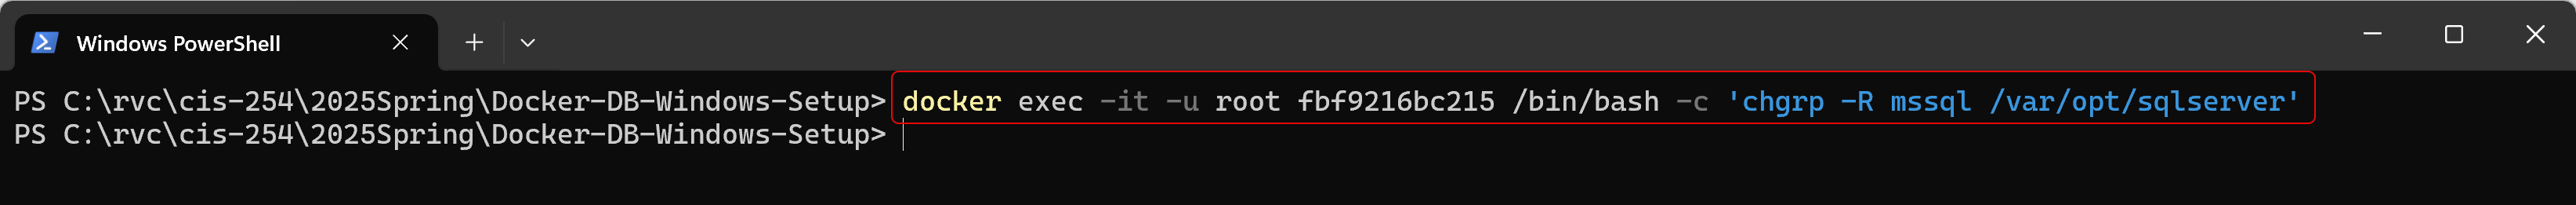 Windows PowerShell
PS C:\rvc\cis-254\2025Spring\Docker-DB-Windows-Setup> docker exec -it -u root fbf9216bc215 /bin/bash -c 'chgrp -R mssql /var/opt/sqlserver'
PS C:\rvc\cis-254\2025Spring\Docker-DB-Windows-Setup>